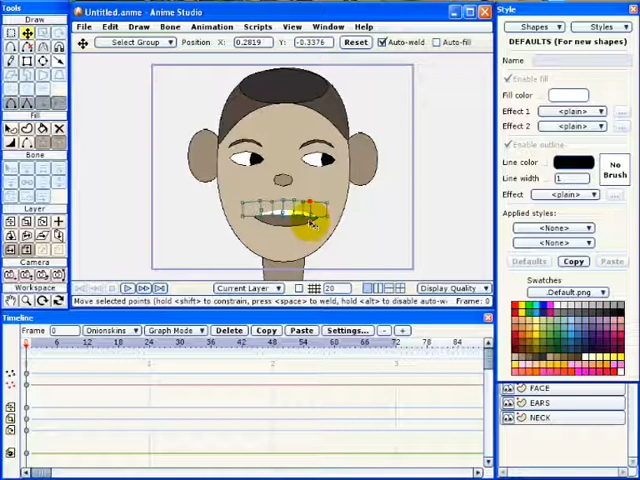 Tools
Draw
Fill
Bone
Layer
Camera
Workspace
Untitled.anme - Anime Studio
File Edit Draw Bone Animation Scripts View Window Help
Select Group Position X: 0.2819 Y: -0.3376 Reset Auto-weld Auto-fill
Current Layer 20 Display Quality
Move selected points (hold <shift> to constrain, press <space> to weld, hold <alt> to disable auto-w Frame: 0
Timeline
Frame 0 Onionskins Graph Mode Delete Copy Paste Settings... - +
0 6 12 18 24 30 36 42 48 54 60 66 72 78 84
1 2 3
Style
Shapes Styles
DEFAULTS (For new shapes)
Name
Enable fill
Fill color ...
Effect 1 <plain> ...
Effect 2 <plain> ...
Enable outline
Line color ...
Line width 1
No Brush
Effect <plain> ...
Applied styles:
<None>
<None>
Defaults Copy Paste
Swatches
.Default.png ...
FACE
EARS
NECK